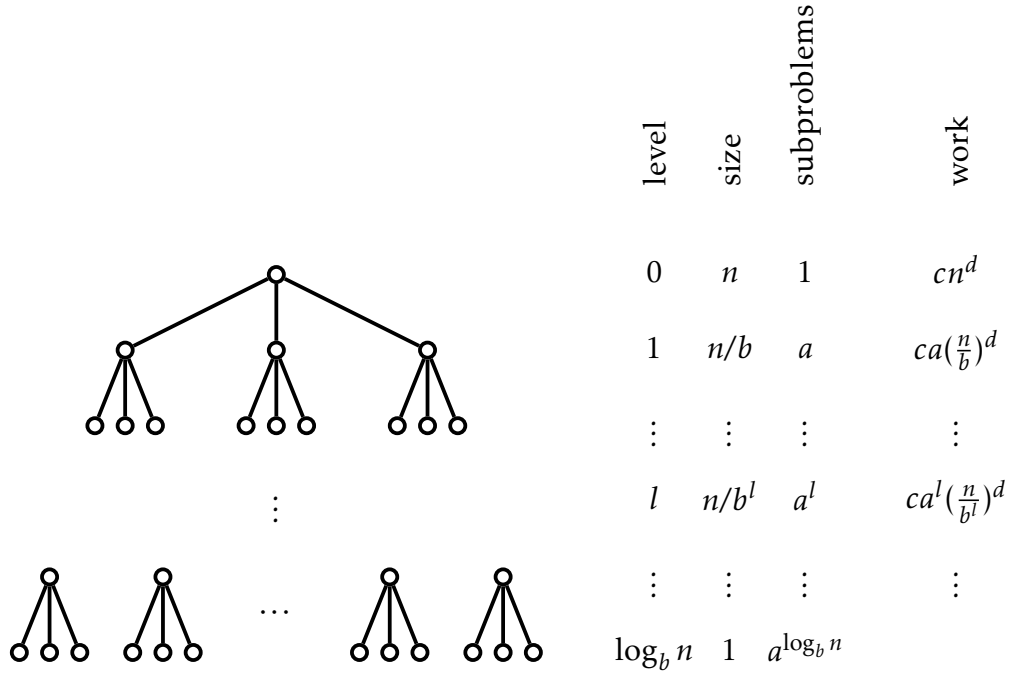 level size subproblems work
0 n 1 cn^d
1 n/b a ca(n/b)^d
⋮ ⋮ ⋮ ⋮
⋮
l n/b^l a^l ca^l(n/b^l)^d
⋮ ⋮ ⋮ ⋮
…
log_b n 1 a^{log_b n}